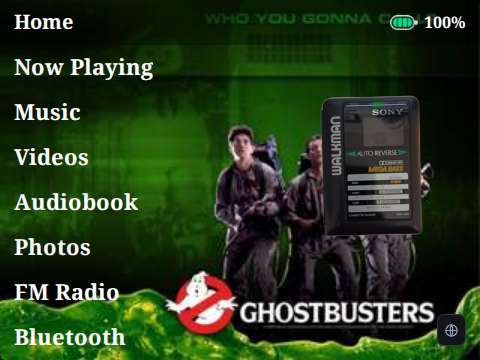 Home
WHO YOU GONNA CALL
100%
Now Playing
Music
Videos
Audiobook
Photos
FM Radio
Bluetooth
SONY
WALKMAN
AUTO REVERSE
MEGA BASS
GHOSTBUSTERS